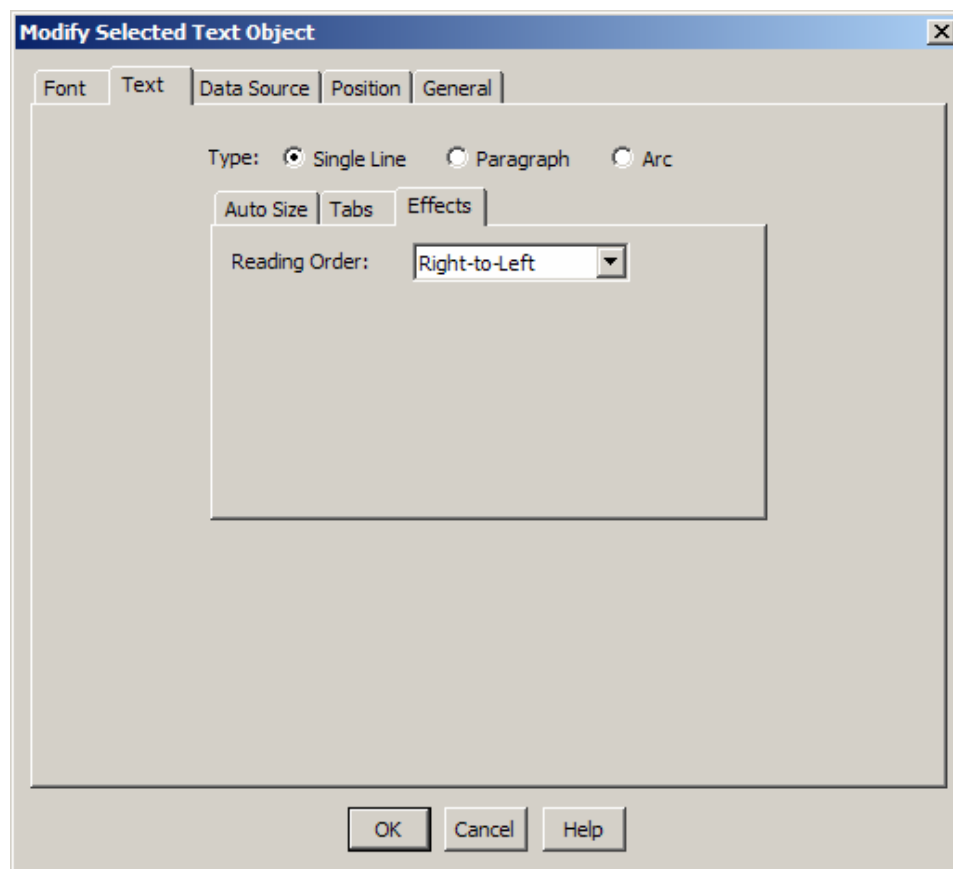 Modify Selected Text Object
Font Text Data Source Position General
Type: Single Line Paragraph Arc
Auto Size Tabs Effects
Reading Order: Right-to-Left
OK Cancel Help